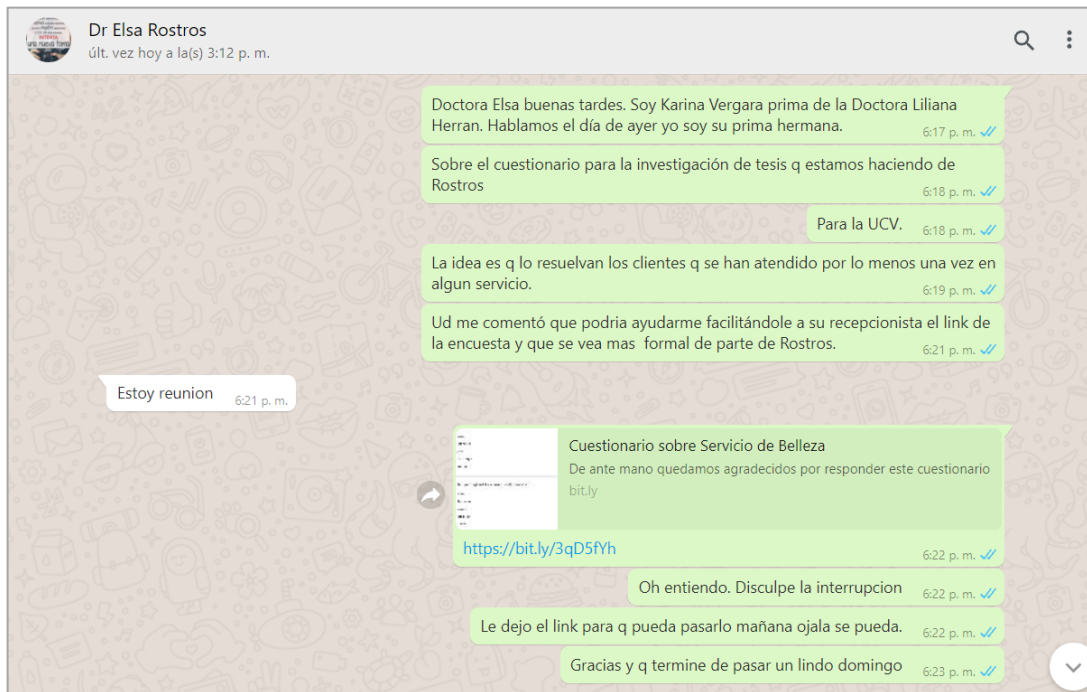 Dr Elsa Rostros
últ. vez hoy a la(s) 3:12 p. m.
Doctora Elsa buenas tardes. Soy Karina Vergara prima de la Doctora Liliana
Herran. Hablamos el día de ayer yo soy su prima hermana.
6:17 p. m.
Sobre el cuestionario para la investigación de tesis q estamos haciendo de
Rostros
6:18 p. m.
Para la UCV.
6:18 p. m.
La idea es q lo resuelvan los clientes q se han atendido por lo menos una vez en
algun servicio.
6:19 p. m.
Ud me comentó que podria ayudarme facilitándole a su recepcionista el link de
la encuesta y que se vea mas formal de parte de Rostros.
6:21 p. m.
Estoy reunion
6:21 p. m.
Cuestionario sobre Servicio de Belleza
De ante mano quedamos agradecidos por responder este cuestionario
bit.ly
https://bit.ly/3qD5fYh
6:22 p. m.
Oh entiendo. Disculpe la interrupcion
6:22 p. m.
Le dejo el link para q pueda pasarlo mañana ojala se pueda.
6:22 p. m.
Gracias y q termine de pasar un lindo domingo
6:23 p. m.